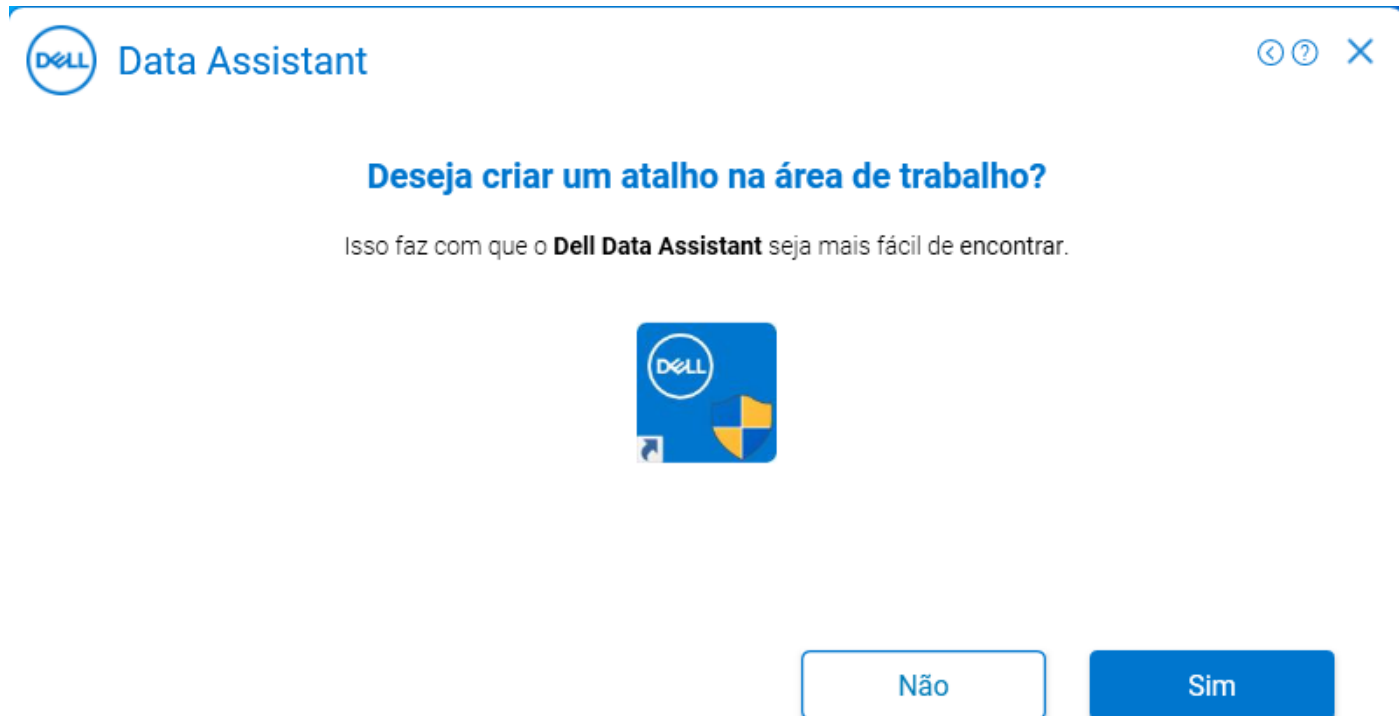 DELL Data Assistant
Deseja criar um atalho na área de trabalho?
Isso faz com que o Dell Data Assistant seja mais fácil de encontrar.
DELL
Não
Sim